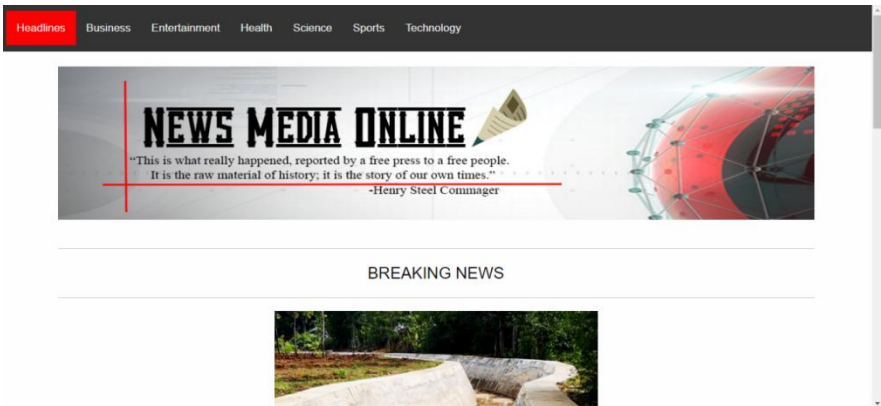 Headlines Business Entertainment Health Science Sports Technology
NEWS MEDIA ONLINE
“This is what really happened, reported by a free press to a free people.
It is the raw material of history; it is the story of our own times.”
-Henry Steel Commager
BREAKING NEWS